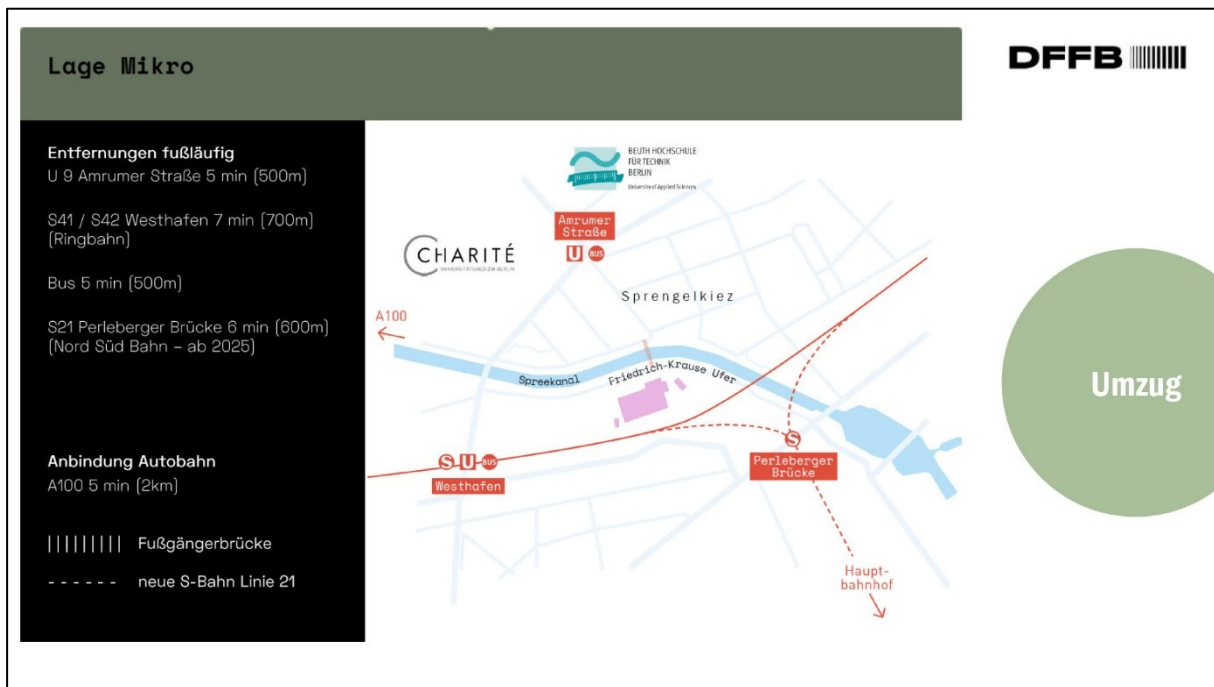 Lage Mikro
DFFB
Entfernungen fußläufig
U 9 Amrumer Straße 5 min (500m)
S41 / S42 Westhafen 7 min (700m)
(Ringbahn)
Bus 5 min (500m)
S21 Perleberger Brücke 6 min (600m)
(Nord Süd Bahn – ab 2025)
Anbindung Autobahn
A100 5 min (2km)
||||||||| Fußgängerbrücke
- - - - - - neue S-Bahn Linie 21
BEUTH HOCHSCHULE
FÜR TECHNIK
BERLIN
University of Applied Sciences
Amrumer
Straße
U BUS
CHARITÉ
UNIVERSITÄTSMEDIZIN BERLIN
Sprengelkiez
A100
Spreekanal
Friedrich-Krause Ufer
S
Perleberger
Brücke
S U BUS
Westhafen
Haupt-
bahnhof
Umzug